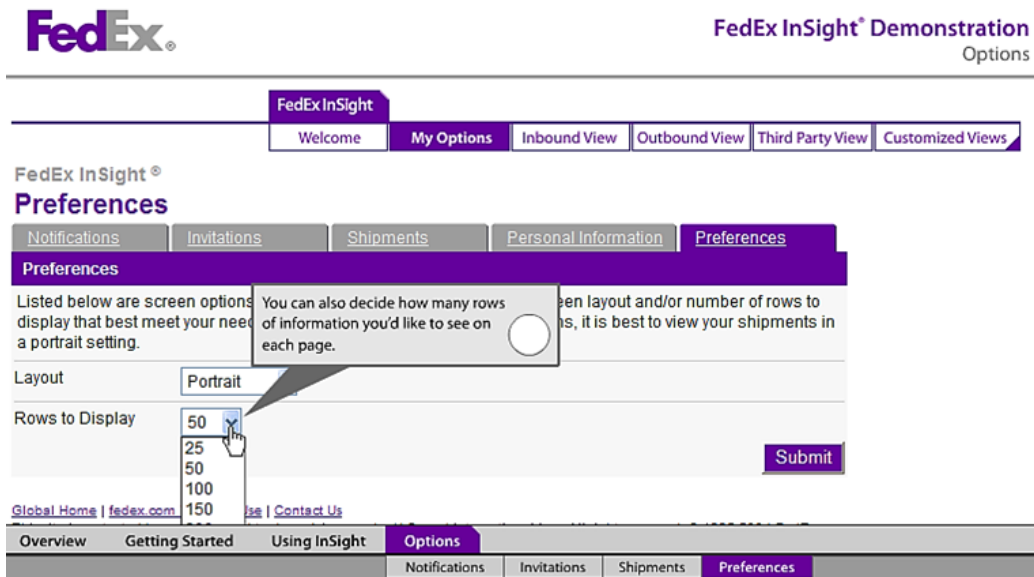 FedEx®
FedEx InSight® Demonstration
Options
FedEx InSight
Welcome My Options Inbound View Outbound View Third Party View Customized Views
FedEx InSight ®
Preferences
Notifications Invitations Shipments Personal Information Preferences
Preferences
Listed below are screen options layout and/or number of rows to
display that best meet your it is best to view your shipments in
a portrait setting.
You can also decide how many rows
of information you'd like to see on
each page.
Layout Portrait
Rows to Display 50
25
50
100
150
Submit
Global Home | fedex.com | Contact Us
Overview Getting Started Using InSight Options
Notifications Invitations Shipments Preferences